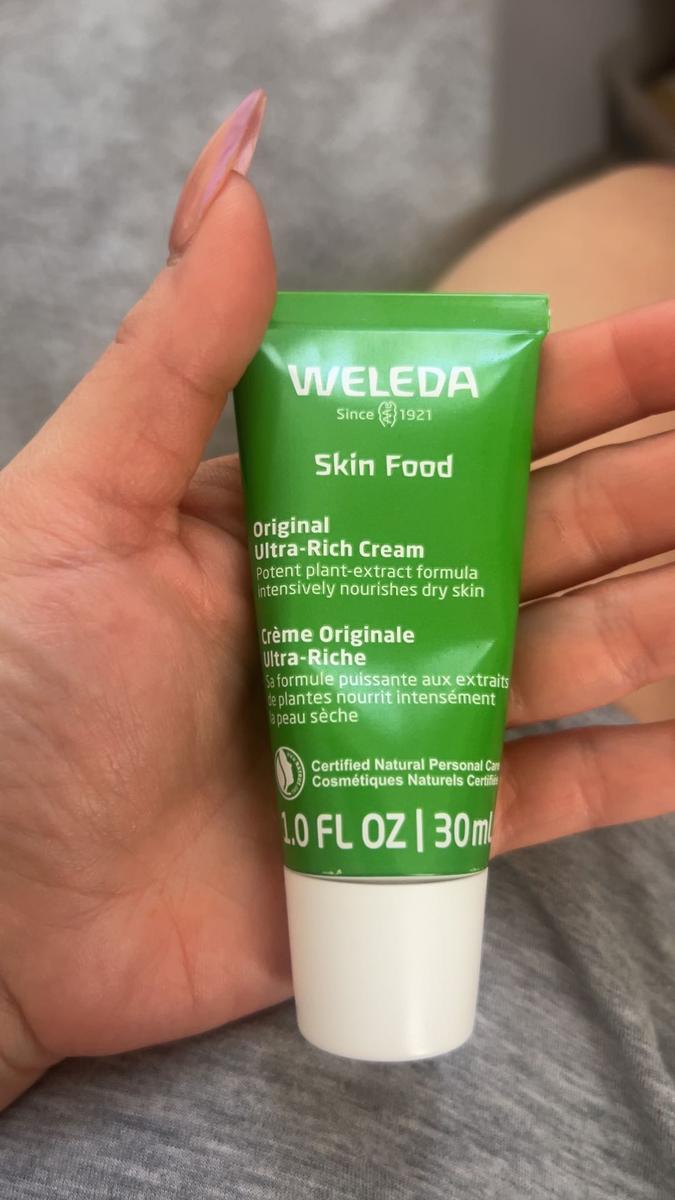 WELEDA
Since 1921
Skin Food
Original
Ultra-Rich Cream
Potent plant-extract formula
intensively nourishes dry skin
Crème Originale
Ultra-Riche
Sa formule puissante aux extraits
de plantes nourrit intensément
la peau sèche
Certified Natural Personal Care
Cosmétiques Naturels Certifiés
1.0 FL OZ | 30 mL